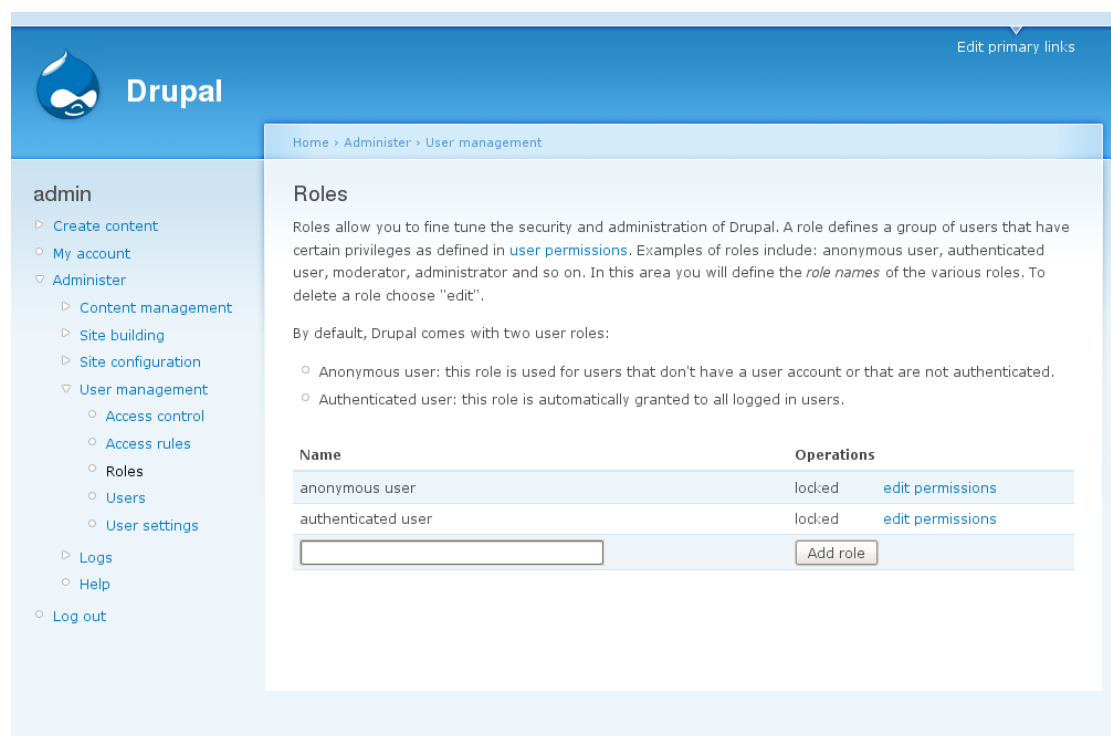 Edit primary links
Drupal
Home › Administer › User management
admin
Create content
My account
Administer
Content management
Site building
Site configuration
User management
Access control
Access rules
Roles
Users
User settings
Logs
Help
Log out
Roles
Roles allow you to fine tune the security and administration of Drupal. A role defines a group of users that have
certain privileges as defined in user permissions. Examples of roles include: anonymous user, authenticated
user, moderator, administrator and so on. In this area you will define the role names of the various roles. To
delete a role choose "edit".
By default, Drupal comes with two user roles:
Anonymous user: this role is used for users that don't have a user account or that are not authenticated.
Authenticated user: this role is automatically granted to all logged in users.
Name Operations
anonymous user locked edit permissions
authenticated user locked edit permissions
Add role